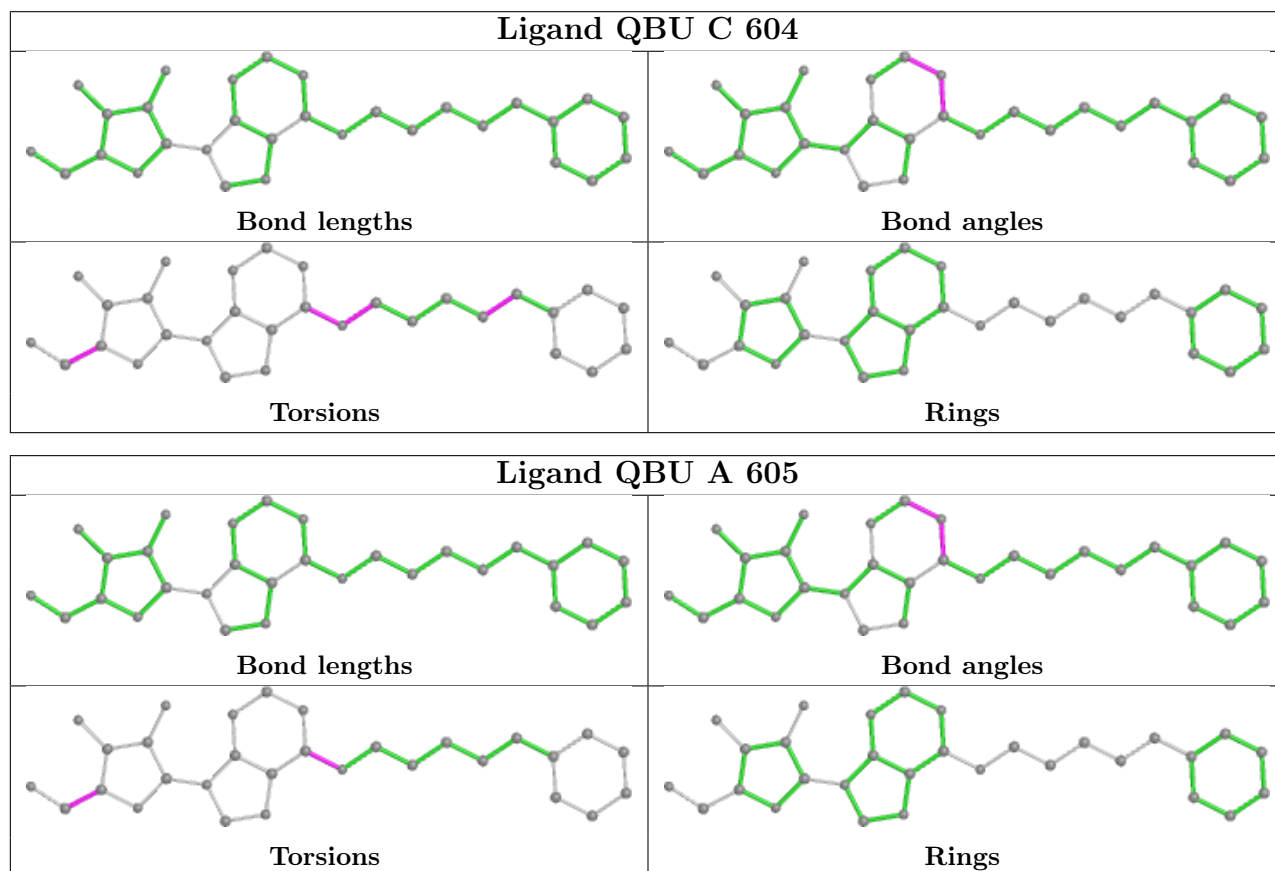 Ligand QBU C 604
Bond lengths
Bond angles
Torsions
Rings
Ligand QBU A 605
Bond lengths
Bond angles
Torsions
Rings